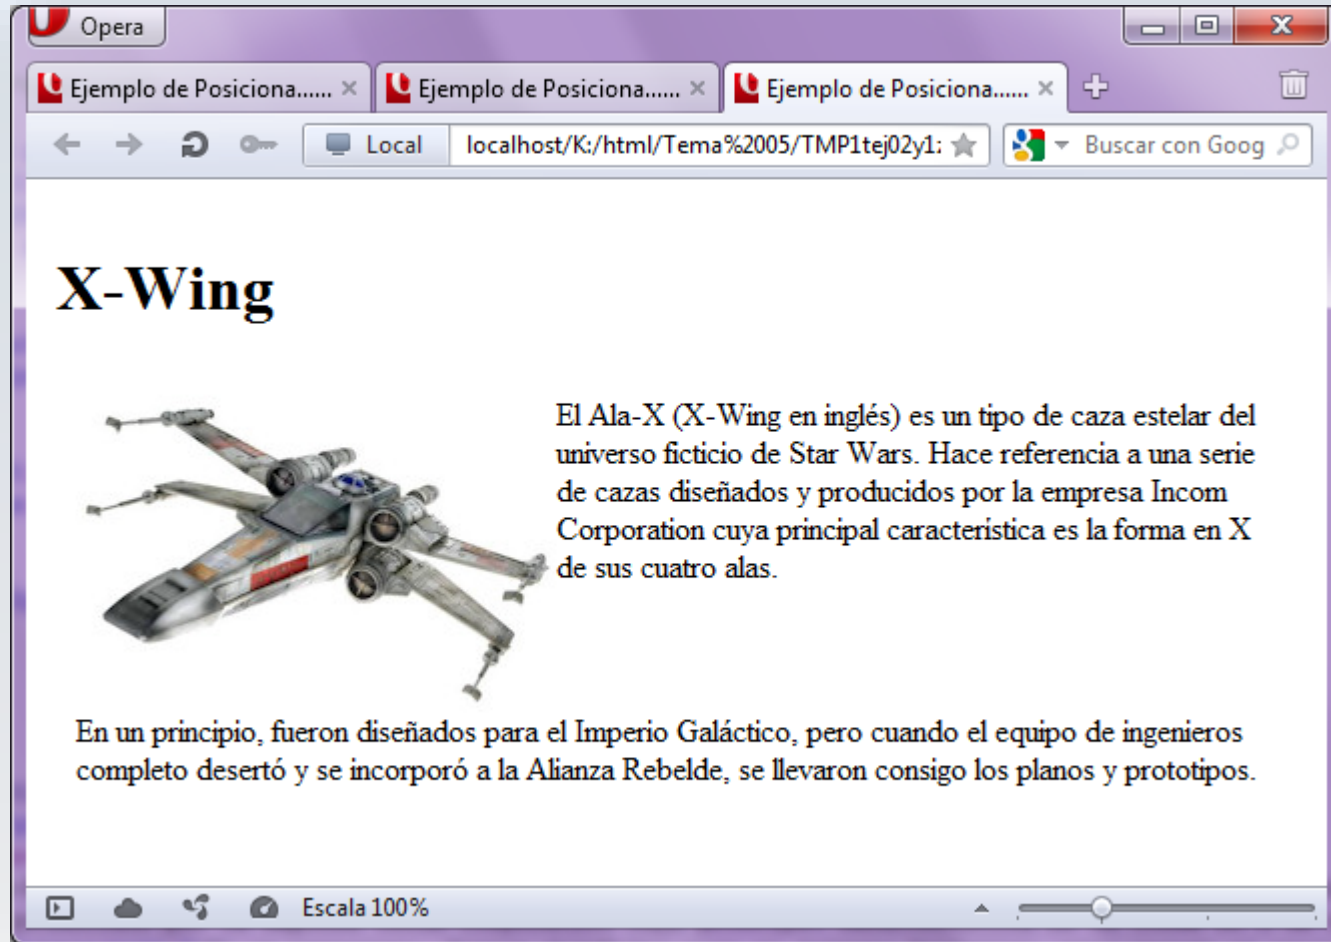 Opera
Ejemplo de Posiciona......
Ejemplo de Posiciona......
Ejemplo de Posiciona......
Local
localhost/K:/html/Tema%2005/TMP1tej02y1
Buscar con Goog
X-Wing
El Ala-X (X-Wing en inglés) es un tipo de caza estelar del
universo ficticio de Star Wars. Hace referencia a una serie
de cazas diseñados y producidos por la empresa Incom
Corporation cuya principal característica es la forma en X
de sus cuatro alas.
En un principio, fueron diseñados para el Imperio Galáctico, pero cuando el equipo de ingenieros
completo desertó y se incorporó a la Alianza Rebelde, se llevaron consigo los planos y prototipos.
Escala 100%